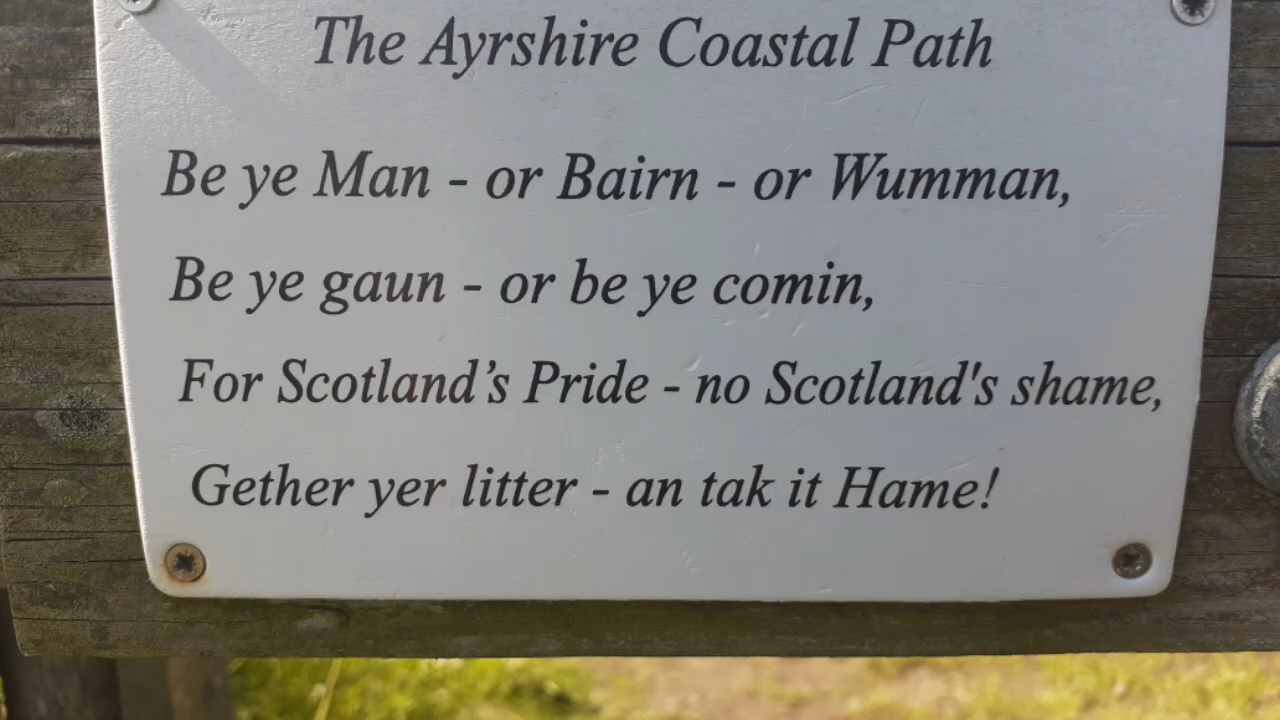 The Ayrshire Coastal Path
Be ye Man - or Bairn - or Wumman,
Be ye gaun - or be ye comin,
For Scotland’s Pride - no Scotland's shame,
Gether yer litter - an tak it Hame!